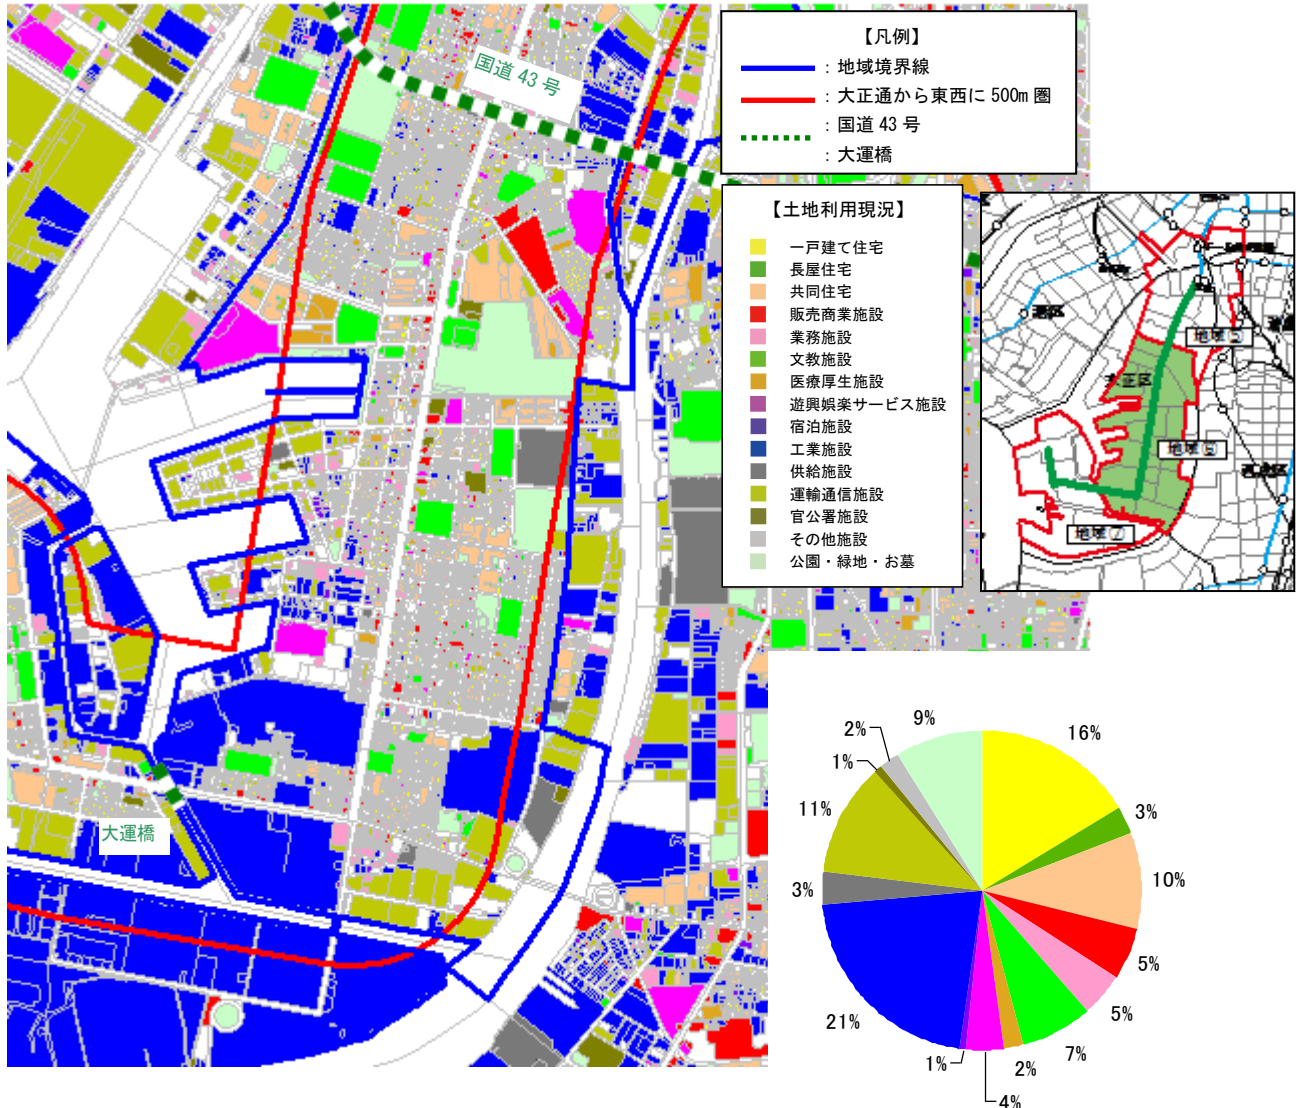 国道 43 号
大運橋
【凡例】
: 地域境界線
: 大正通から東西に 500m 圏
: 国道 43 号
: 大運橋
【土地利用現況】
一戸建て住宅
長屋住宅
共同住宅
販売商業施設
業務施設
文教施設
医療厚生施設
遊興娯楽サービス施設
宿泊施設
工業施設
供給施設
運輸通信施設
官公署施設
その他施設
公園・緑地・お墓
港区
大正区
地域⑤
地域⑥
地域⑦
16%
3%
10%
5%
5%
7%
2%
4%
1%
21%
3%
11%
1%
2%
9%